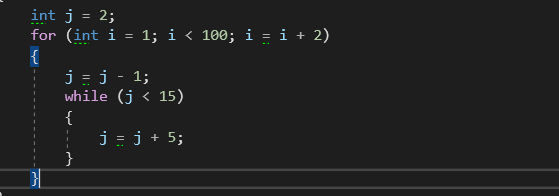 int j = 2;
for (int i = 1; i < 100; i = i + 2)
{
j = j - 1;
while (j < 15)
{
j = j + 5;
}
}